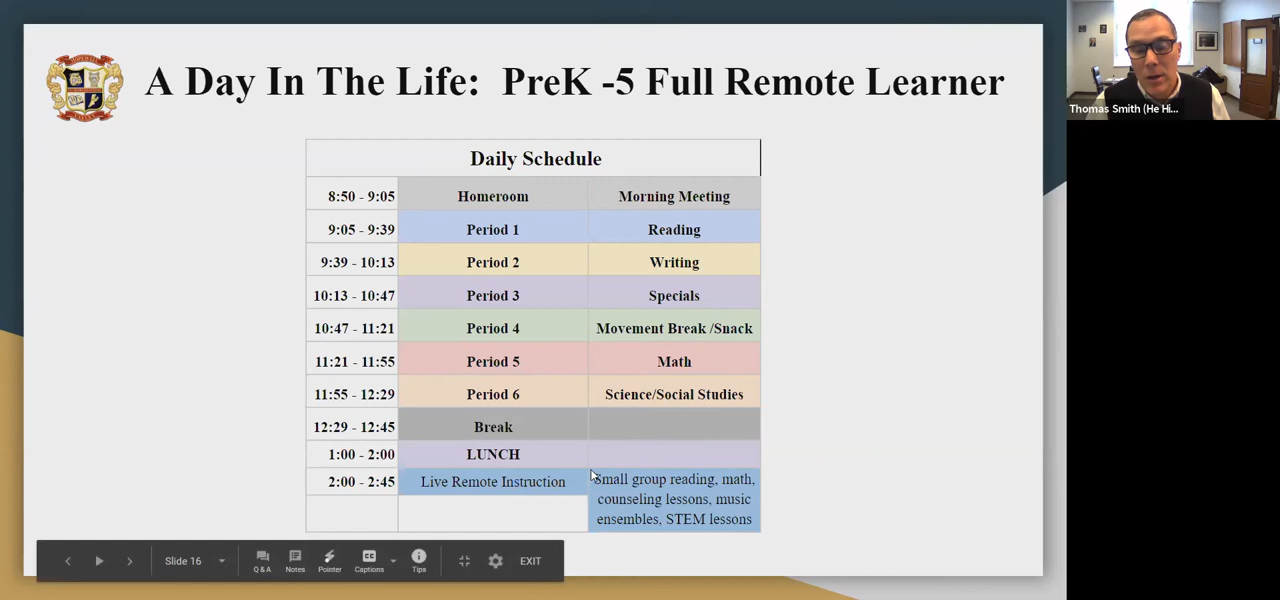 A Day In The Life: PreK -5 Full Remote Learner
Thomas Smith (He Hi...
Daily Schedule
8:50 - 9:05 Homeroom Morning Meeting
9:05 - 9:39 Period 1 Reading
9:39 - 10:13 Period 2 Writing
10:13 - 10:47 Period 3 Specials
10:47 - 11:21 Period 4 Movement Break /Snack
11:21 - 11:55 Period 5 Math
11:55 - 12:29 Period 6 Science/Social Studies
12:29 - 12:45 Break
1:00 - 2:00 LUNCH
2:00 - 2:45 Live Remote Instruction Small group reading, math,
counseling lessons, music
ensembles, STEM lessons
Slide 16 Q & A Notes Pointer Captions Tips EXIT